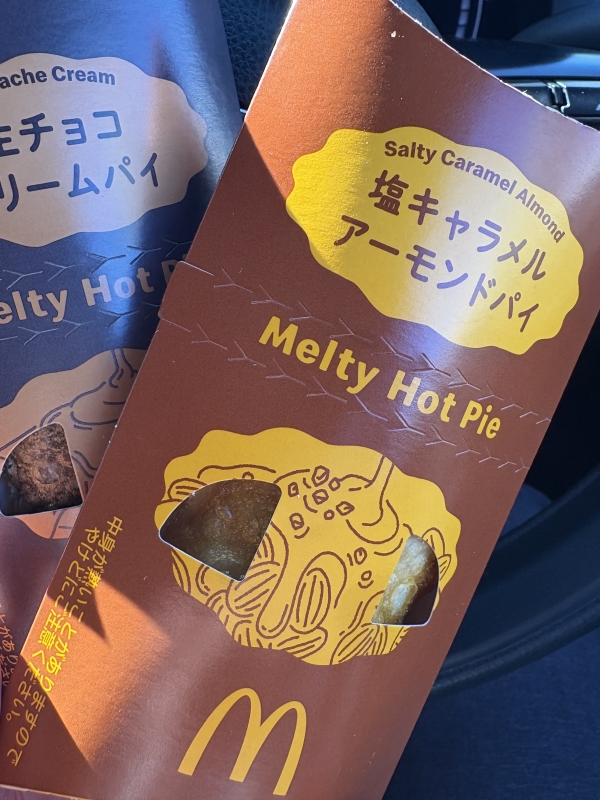 ache Cream
生チョコ
リームパイ
elty Hot P
Salty Caramel Almond
塩キャラメル
アーモンドパイ
Melty Hot Pie
中身が熱いことがありますので
やけどにご注意ください。